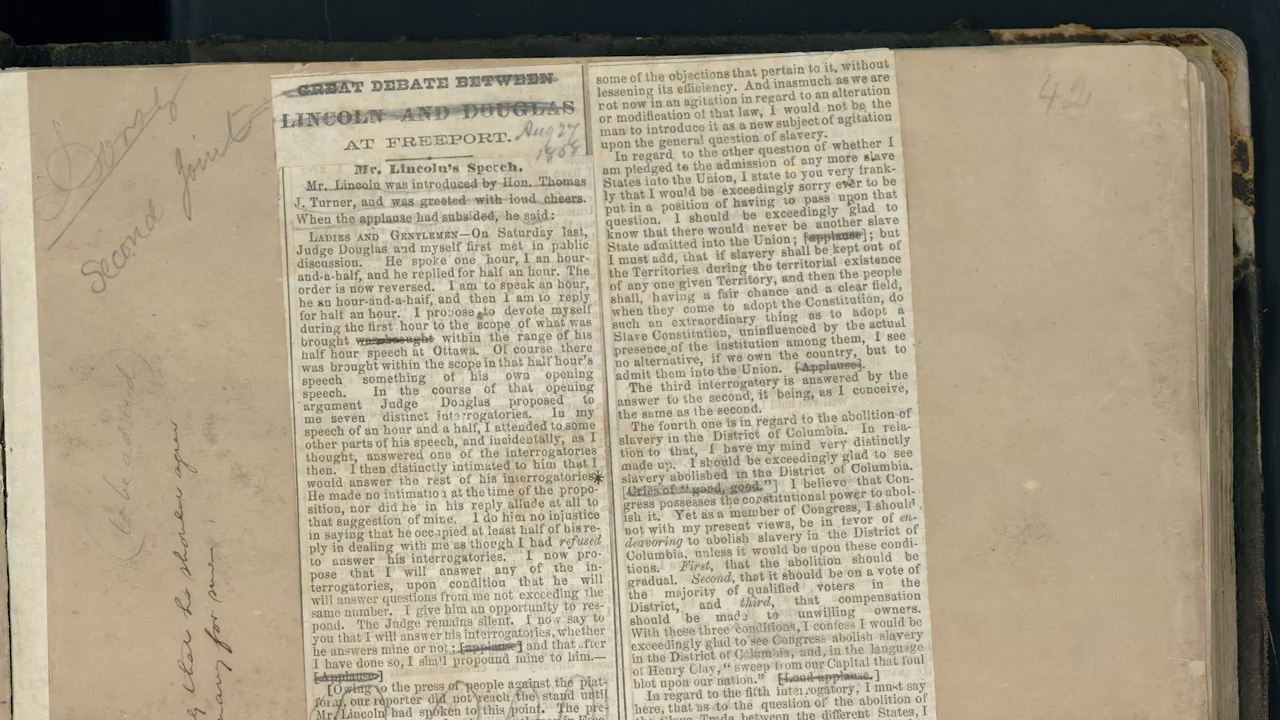 42
Second Joint
(to be added
GREAT DEBATE BETWEEN
LINCOLN AND DOUGLAS
AT FREEPORT.
Aug 27
1858
Mr. Lincoln's Speech.
Mr. Lincoln was introduced by Hon. Thomas
J. Turner, and was greeted with loud cheers.
When the applause had subsided, he said:
LADIES AND GENTLEMEN—On Saturday last,
Judge Douglas and myself first met in public
discussion. He spoke one hour, I an hour-
and-a-half, and he replied for half an hour. The
order is now reversed. I am to speak an hour,
he an hour-and-a-half, and then I am to reply
for half an hour. I propose to devote myself
during the first hour to the scope of what was
brought within the range of his
half hour speech at Ottawa. Of course there
was brought within the scope in that half hour's
speech something of his own opening
speech. In the course of that opening
argument Judge Douglas proposed to
me seven distinct interrogatories. In my
speech of an hour and a half, I attended to some
other parts of his speech, and incidentally, as I
thought, answered one of the interrogatories
then. I then distinctly intimated to him that I
would answer the rest of his interrogatories*
He made no intimation at the time of the propo-
sition, nor did he in his reply allude at all to
that suggestion of mine. I do him no injustice
in saying that he occupied at least half of his re-
ply in dealing with me as though I had refused
to answer his interrogatories. I now pro-
pose that I will answer any of the in-
terrogatories, upon condition that he will
will answer questions from me not exceeding the
same number. I give him an opportunity to res-
pond. The Judge remains silent. I now say to
you that I will answer his interrogatories, whether
he answers mine or not; [applause] and that after
I have done so, I shall propound mine to him.—
[Applause]
[Owing to the press of people against the plat-
form, our reporter did not reach the stand until
Mr. Lincoln had spoken to this point. The pre-
some of the objections that pertain to it, without
lessening its efficiency. And inasmuch as we are
rot now in an agitation in regard to an alteration
or modification of that law, I would not be the
man to introduce it as a new subject of agitation
upon the general question of slavery.
In regard to the other question of whether I
am pledged to the admission of any more slave
States into the Union, I state to you very frank-
ly that I would be exceedingly sorry ever to be
put in a position of having to pass upon that
question. I should be exceedingly glad to
know that there would never be another slave
State admitted into the Union; [applause]; but
I must add, that if slavery shall be kept out of
the Territories during the territorial existence
of any one given Territory, and then the people
shall, having a fair chance and a clear field,
when they come to adopt the Constitution, do
such an extraordinary thing as to adopt a
Slave Constitution, uninfluenced by the actual
presence of the institution among them, I see
no alternative, if we own the country, but to
admit them into the Union. [Applause].
The third interrogatory is answered by the
answer to the second, it being, as I conceive,
the same as the second.
The fourth one is in regard to the abolition of
slavery in the District of Columbia. In rela-
tion to that, I have my mind very distinctly
made up. I should be exceedingly glad to see
slavery abolished in the District of Columbia.
[Cries of "good, good."] I believe that Con-
gress possesses the constitutional power to abol-
ish it. Yet as a member of Congress, I should
not with my present views, be in favor of en-
deavoring to abolish slavery in the District of
Columbia, unless it would be upon these condi-
tions. First, that the abolition should be
gradual. Second, that it should be on a vote of
the majority of qualified voters in the
District, and third, that compensation
should be made to unwilling owners.
With these three conditions, I confess I would be
exceedingly glad to see Congress abolish slavery
in the District of Columbia, and, in the language
of Henry Clay, "sweep from our Capital that foul
blot upon our nation." [Loud applause.]
In regard to the fifth interrogatory, I must say
here, that as to the question of the abolition of
the Slave Trade between the different States, I